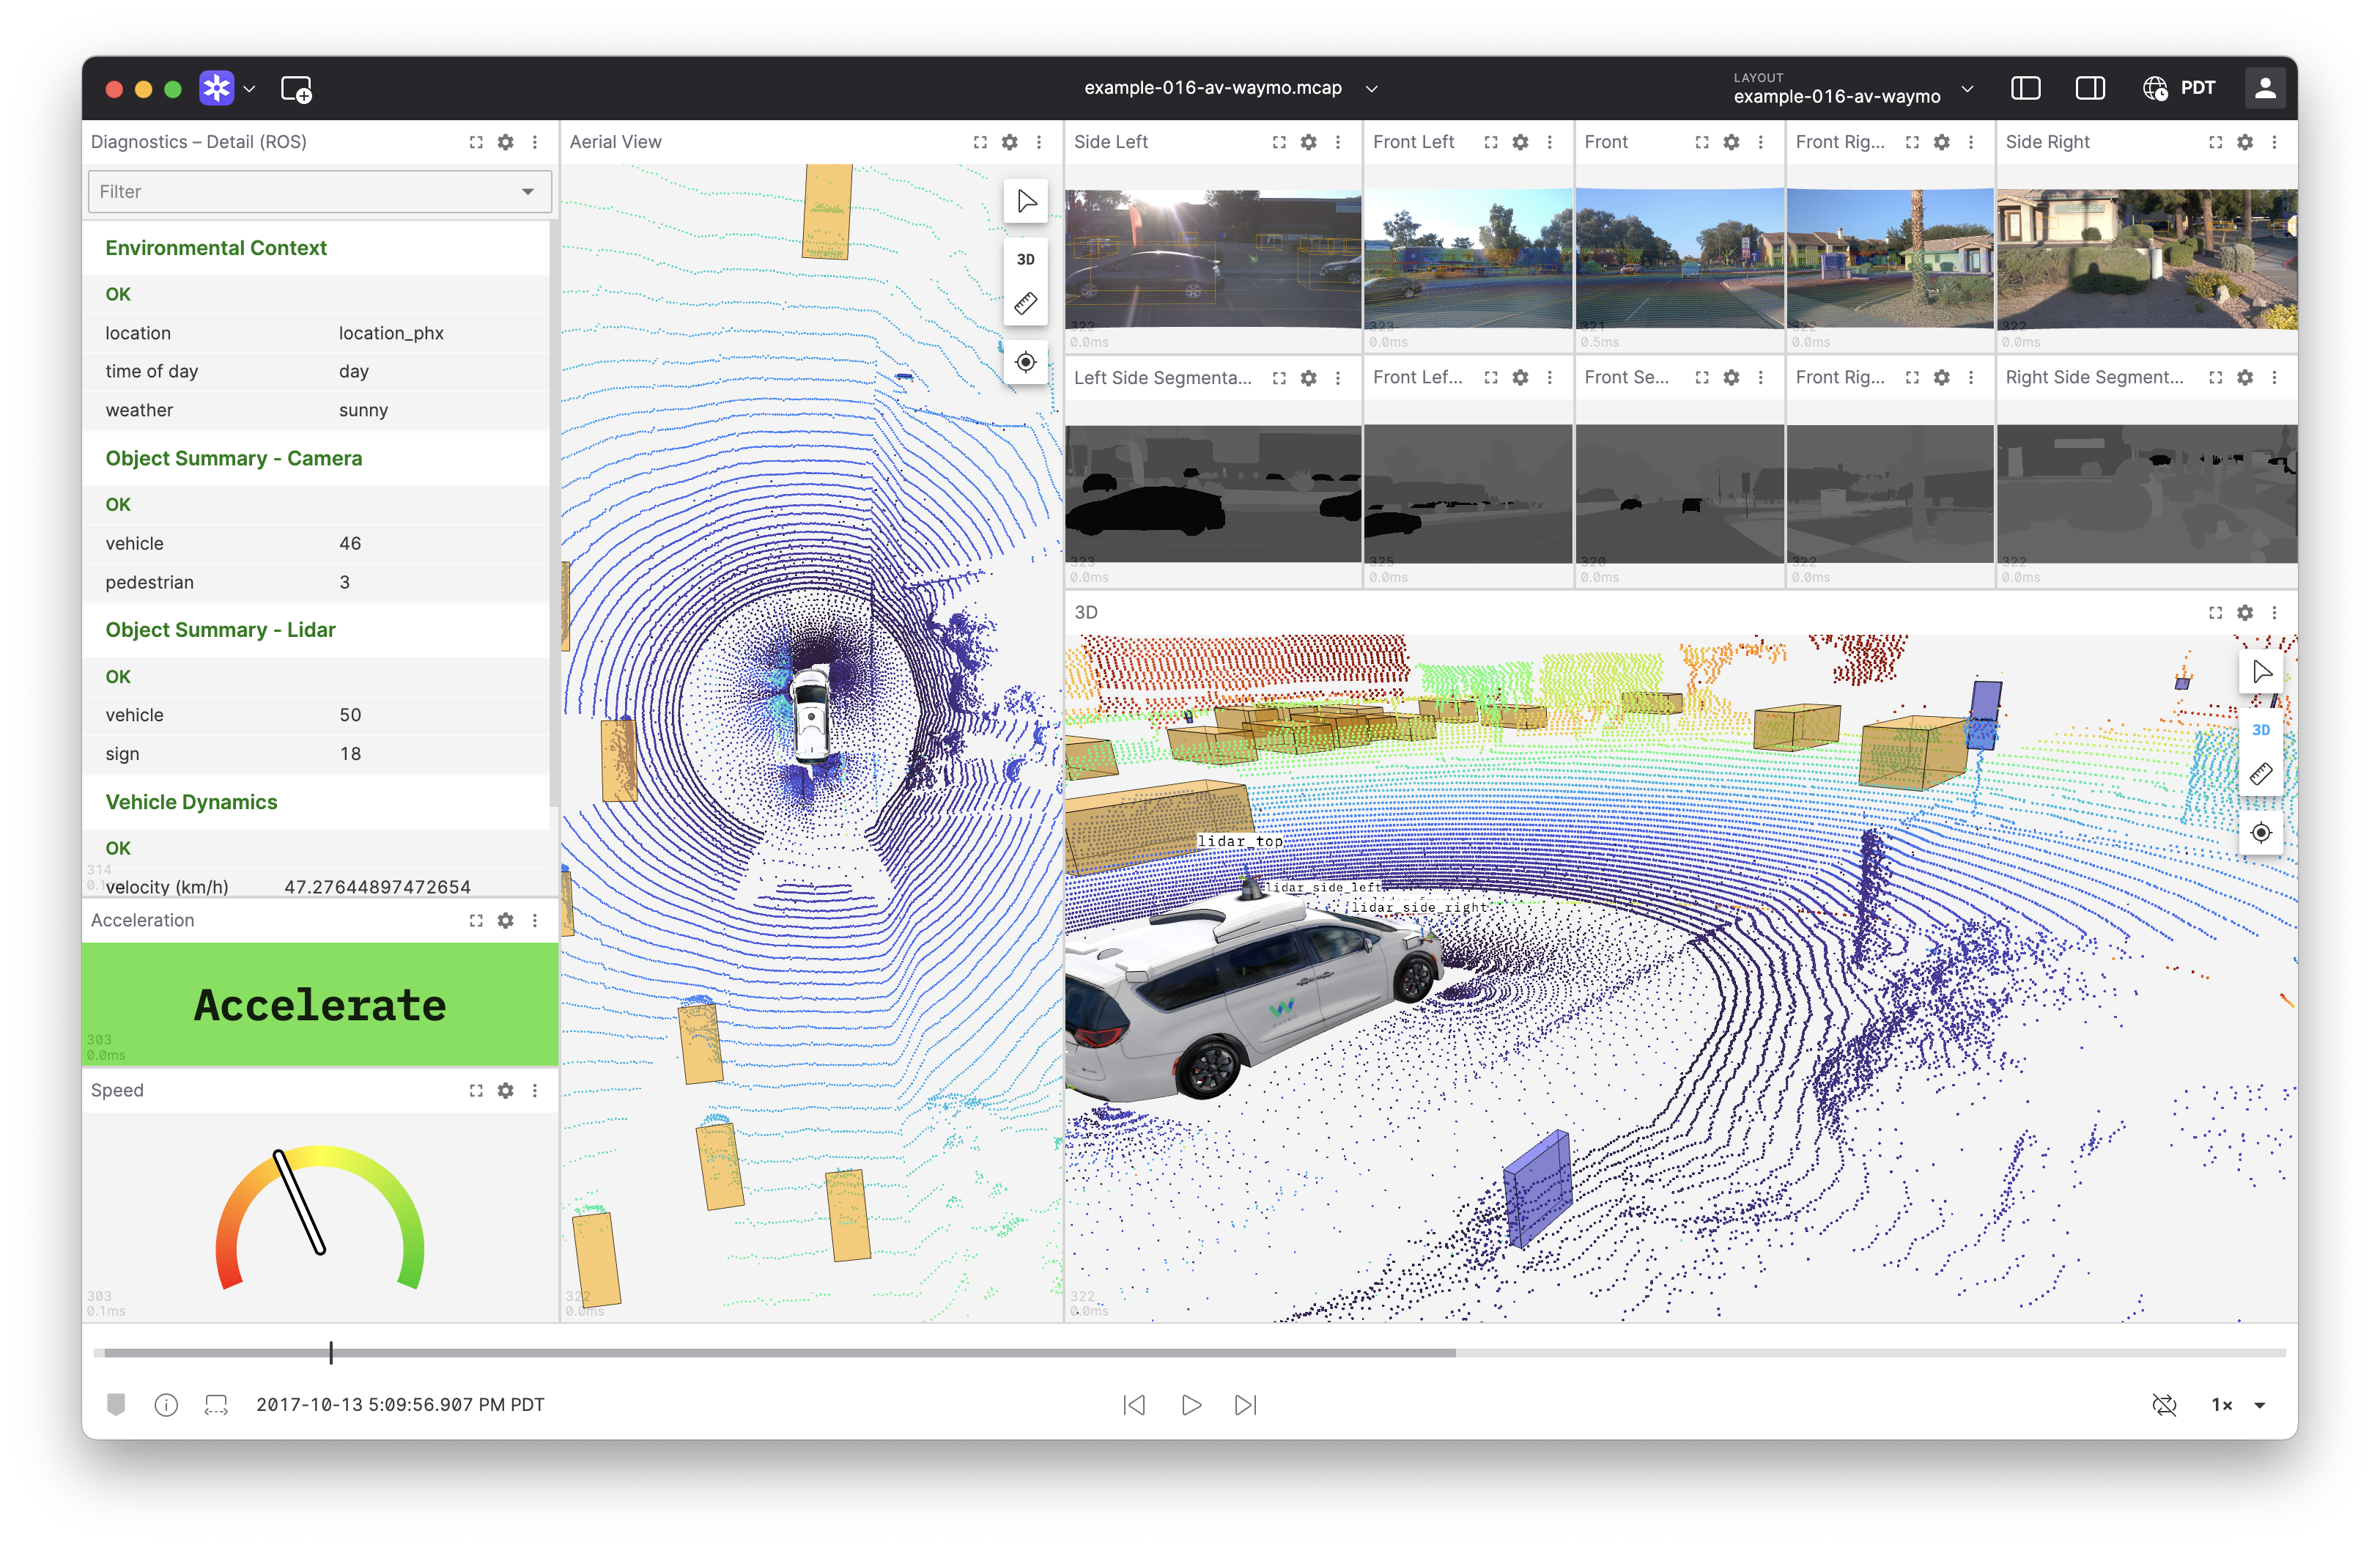 example-016-av-waymo.mcap
LAYOUT
example-016-av-waymo
PDT
Diagnostics – Detail (ROS)
Filter
Environmental Context
OK
location location_phx
time of day day
weather sunny
Object Summary - Camera
OK
vehicle 46
pedestrian 3
Object Summary - Lidar
OK
vehicle 50
sign 18
Vehicle Dynamics
OK
314
velocity (km/h) 47.27644897472654
Acceleration
Accelerate
303
0.0ms
Speed
303
0.1ms
Aerial View
3D
322
0.0ms
Side Left
322
0.0ms
Front Left
323
0.0ms
Front
321
0.5ms
Front Rig...
322
0.0ms
Side Right
322
0.0ms
Left Side Segmenta...
323
0.0ms
Front Lef...
325
0.0ms
Front Se...
320
0.0ms
Front Rig...
322
0.0ms
Right Side Segment...
322
0.0ms
3D
3D
lidar_top
lidar_side_left
lidar_side_right
322
0.0ms
2017-10-13 5:09:56.907 PM PDT
1×